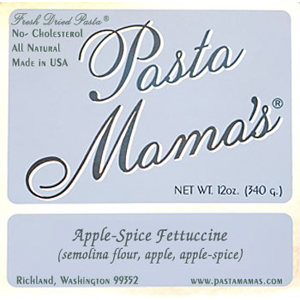 Fresh Dried Pasta®
No- Cholesterol
All Natural
Made in USA
Pasta
Mama's®
NET WT. 12oz. (340 g.)
Apple-Spice Fettuccine
(semolina flour, apple, apple-spice)
Richland, Washington 99352
www.pastamamas.com